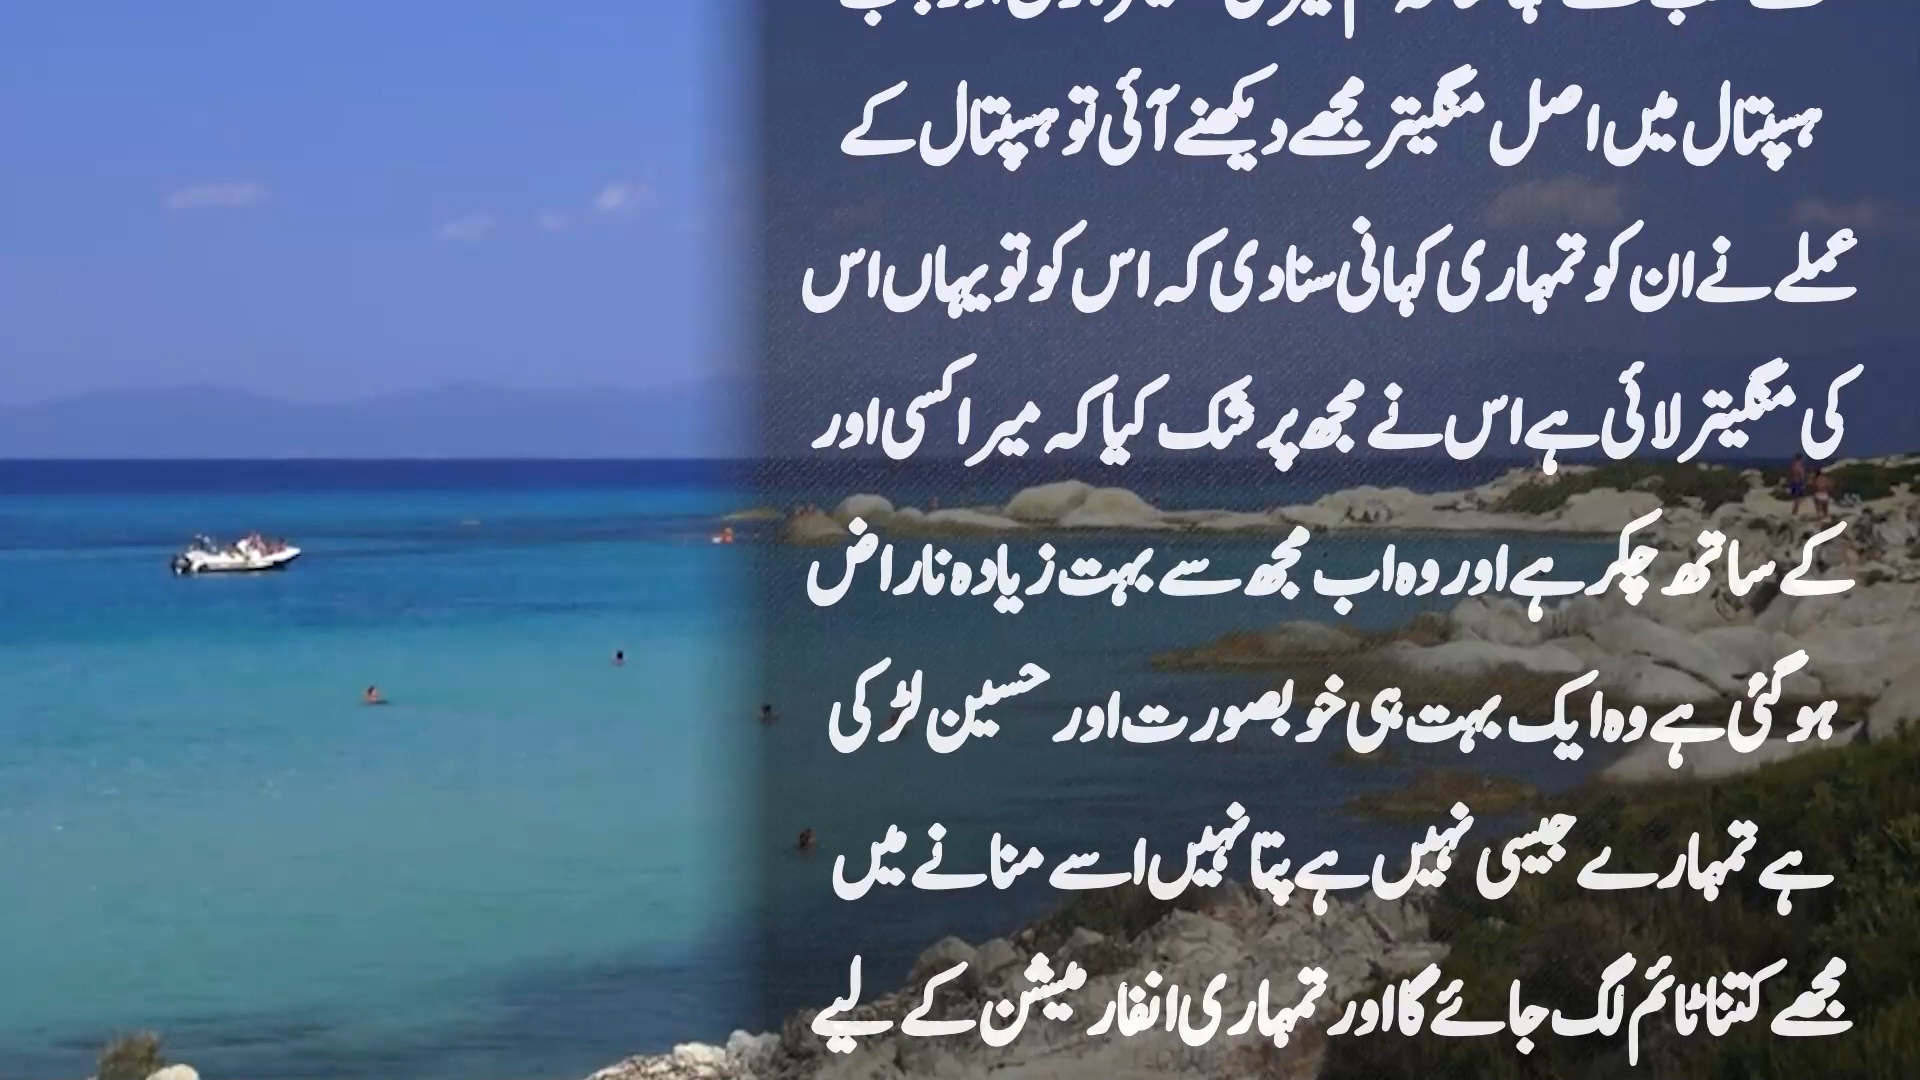 ہسپتال میں اصل منگیتر مجھے دیکھنے آئی تو ہسپتال کے
عملے نے ان کو تمہاری کہانی سنا دی کہ اس کو تو یہاں اس
کی منگیتر لائی ہے اس نے مجھ پر شک کیا کہ میرا کسی اور
کے ساتھ چکر ہے اور وہ اب مجھ سے بہت زیادہ ناراض
ہو گئی ہے وہ ایک بہت ہی خوبصورت اور حسین لڑکی
ہے تمہارے جیسی نہیں ہے پتا نہیں اسے منانے میں
مجھے کتنا ٹائم لگ جائے گا اور تمہاری انفارمیشن کے لیے